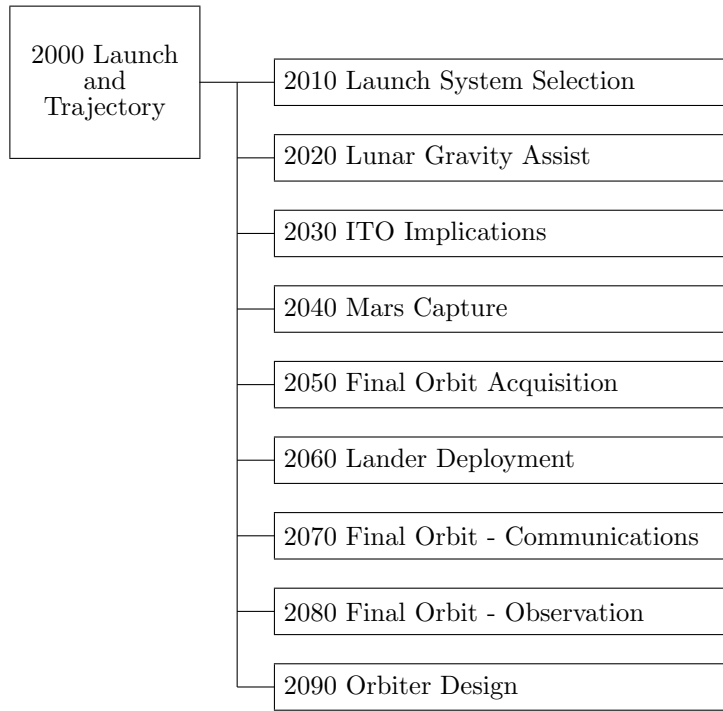 2000 Launch
and
Trajectory
2010 Launch System Selection
2020 Lunar Gravity Assist
2030 ITO Implications
2040 Mars Capture
2050 Final Orbit Acquisition
2060 Lander Deployment
2070 Final Orbit - Communications
2080 Final Orbit - Observation
2090 Orbiter Design